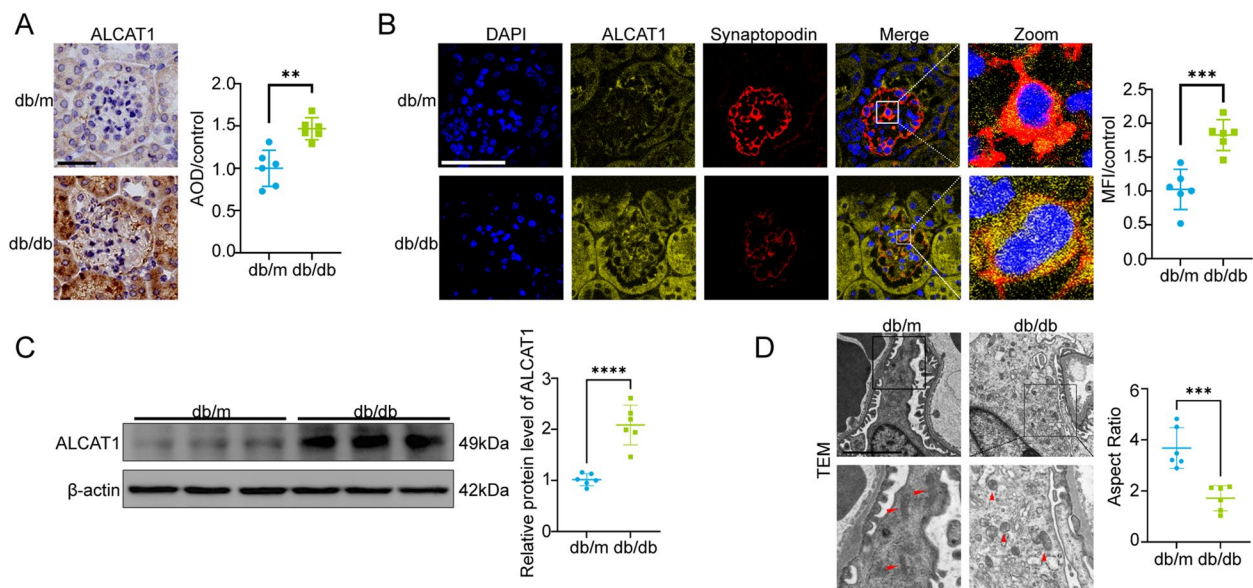 A
ALCAT1
db/m
db/db
AOD/control
2.0
1.5
1.0
0.5
0.0
**
db/m db/db
B
DAPI ALCAT1 Synaptopodin Merge Zoom
db/m
db/db
MFI/control
2.5
2.0
1.5
1.0
0.5
0.0
***
db/m db/db
C
db/m db/db
ALCAT1 49kDa
β-actin 42kDa
Relative protein level of ALCAT1
3
2
1
0
****
db/m db/db
D
db/m db/db
TEM
Aspect Ratio
6
4
2
0
***
db/m db/db